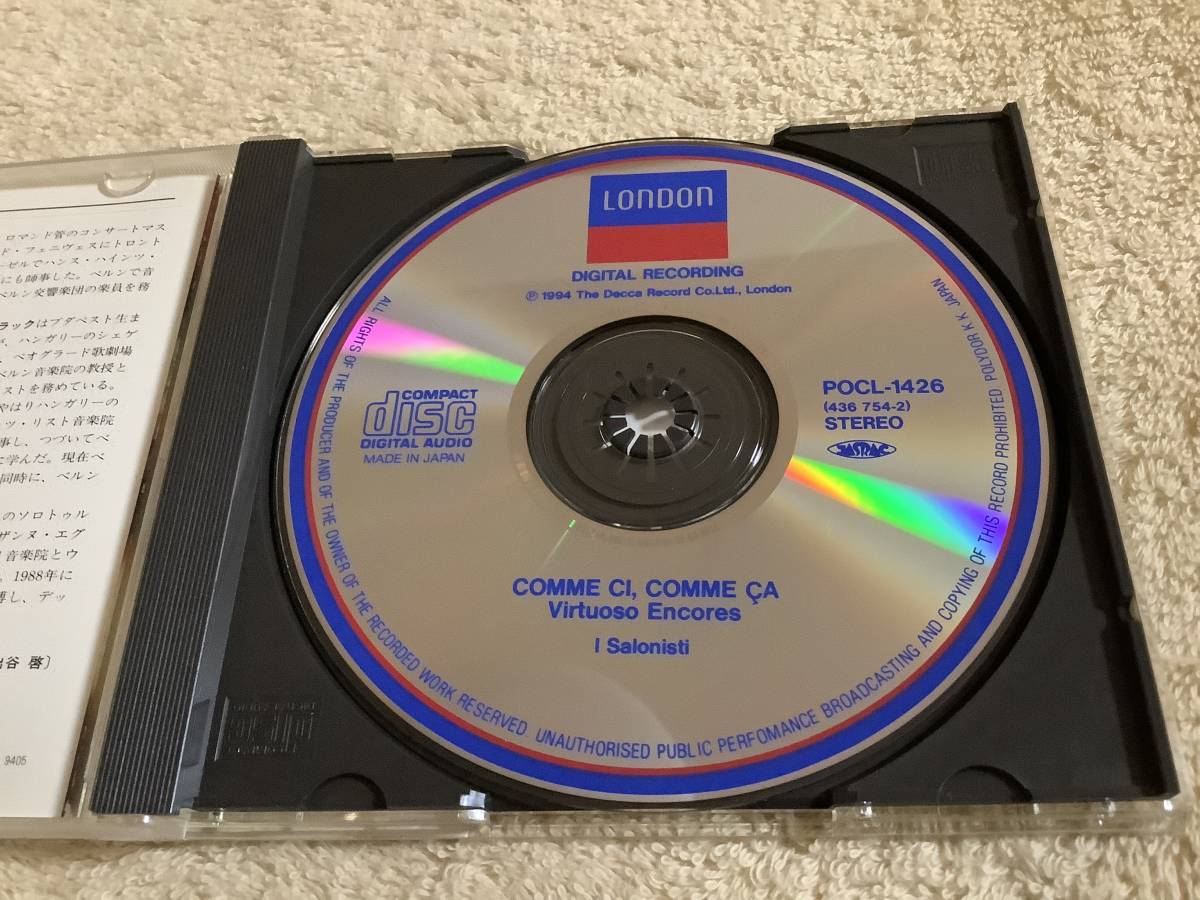 ロマンド管のコンサートマス
ド・フェニヴェスにトロント
ーゼルでハンス・ハインツ・
にも師事した。ベルンで音
ベルン交響楽団の楽員を務
ラックはブダペスト生ま
ハンガリーのシェゲ
、ベオグラード歌劇場
ベルン音楽院の教授と
ストを務めている。
やはりハンガリーの
ツ・リスト音楽院
事し、つづいてベ
に学んだ。現在ベ
同時に、ベルン
のソロトゥル
ザンヌ・エグ
音楽院とウ
。1988年に
し、デッ
谷 啓〕
9405
LONDON
DIGITAL RECORDING
℗ 1994 The Decca Record Co.Ltd., London
COMPACT
disc
DIGITAL AUDIO
MADE IN JAPAN
POCL-1426
(436 754-2)
STEREO
JASRAC
COMME CI, COMME ÇA
Virtuoso Encores
I Salonisti
ALL RIGHTS OF THE PRODUCER AND OF THE OWNER OF THE RECORDED WORK RESERVED UNAUTHORISED PUBLIC PERFOMANCE BROADCASTING AND COPYING OF THIS RECORD PROHIBITED POLYDOR K.K. JAPAN